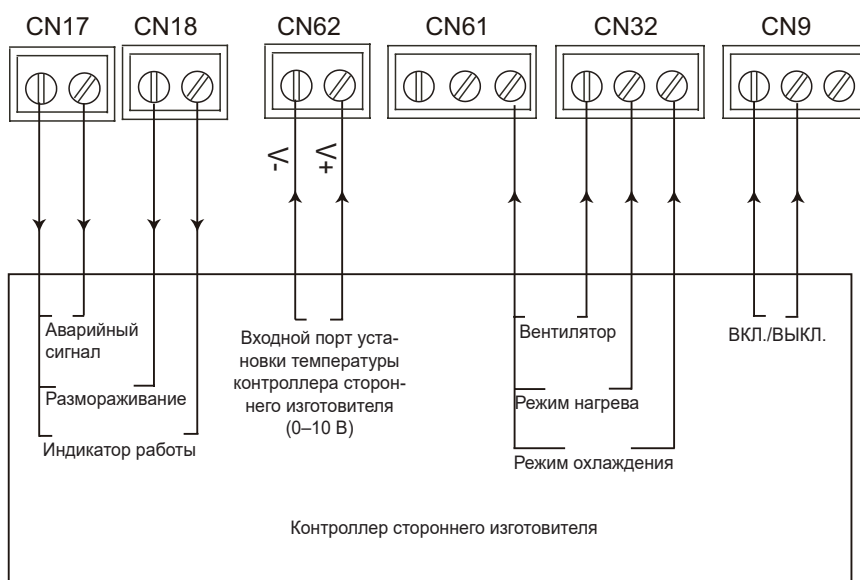 CN17 CN18 CN62 CN61 CN32 CN9
V- V+
Аварийный
сигнал
Размораживание
Индикатор работы
Входной порт уста-
новки температуры
контроллера сторон-
него изготовителя
(0–10 В)
Вентилятор
Режим нагрева
Режим охлаждения
ВКЛ./ВЫКЛ.
Контроллер стороннего изготовителя